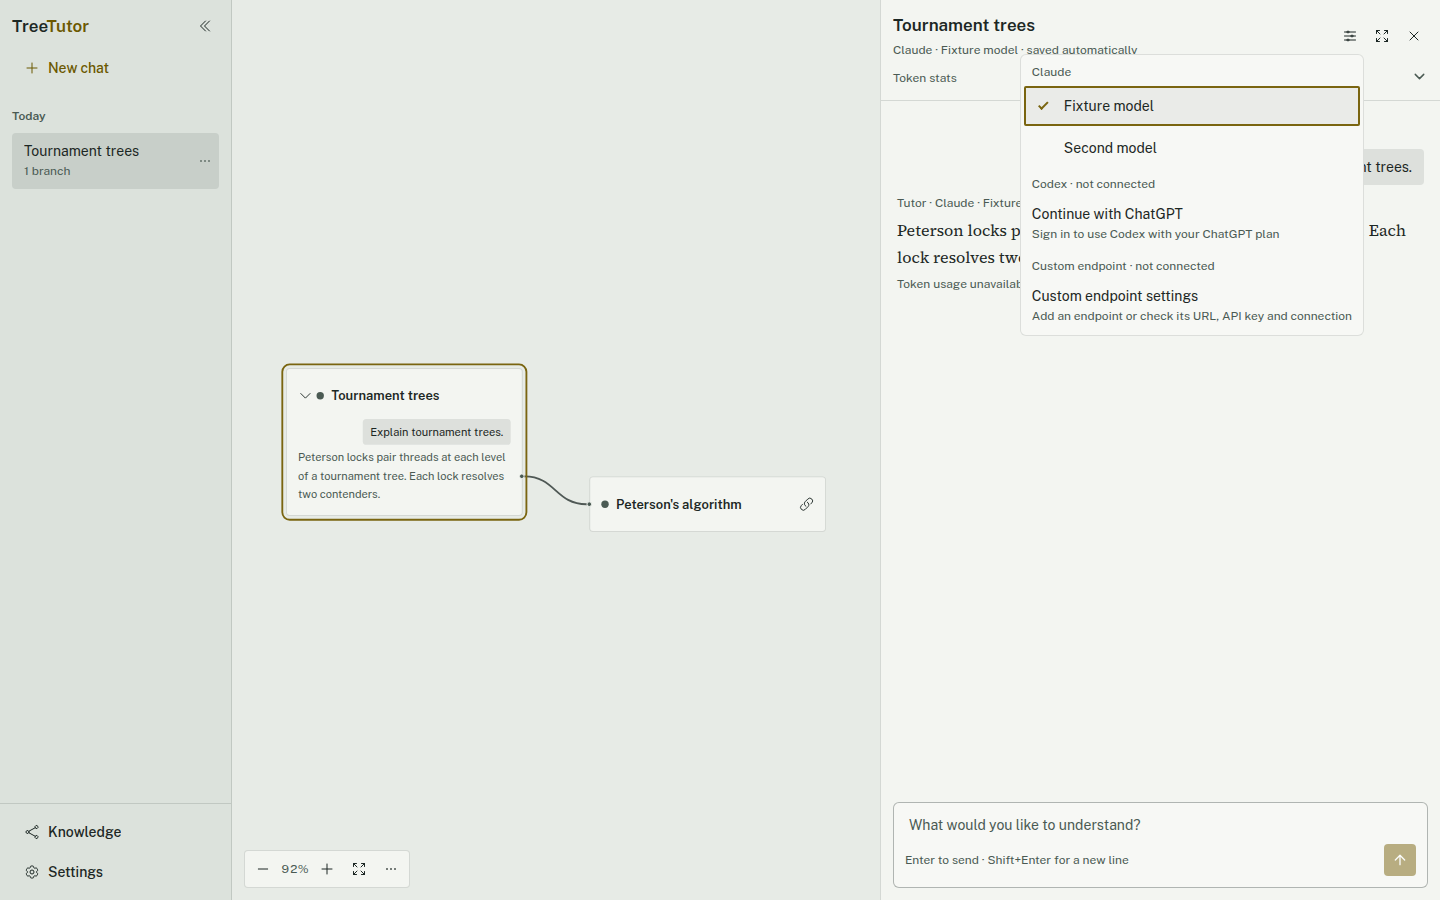 TreeTutor
New chat
Today
Tournament trees
1 branch
Knowledge
Settings
Tournament trees
Explain tournament trees.
Peterson locks pair threads at each level
of a tournament tree. Each lock resolves
two contenders.
Peterson's algorithm
92%
Tournament trees
Claude · Fixture model · saved automatically
Token stats
Claude
Fixture model
Second model
Codex · not connected
Continue with ChatGPT
Sign in to use Codex with your ChatGPT plan
Custom endpoint · not connected
Custom endpoint settings
Add an endpoint or check its URL, API key and connection
trees.
Tutor · Claude · Fixture
Peterson locks Each
lock resolves
Token usage
What would you like to understand?
Enter to send · Shift+Enter for a new line